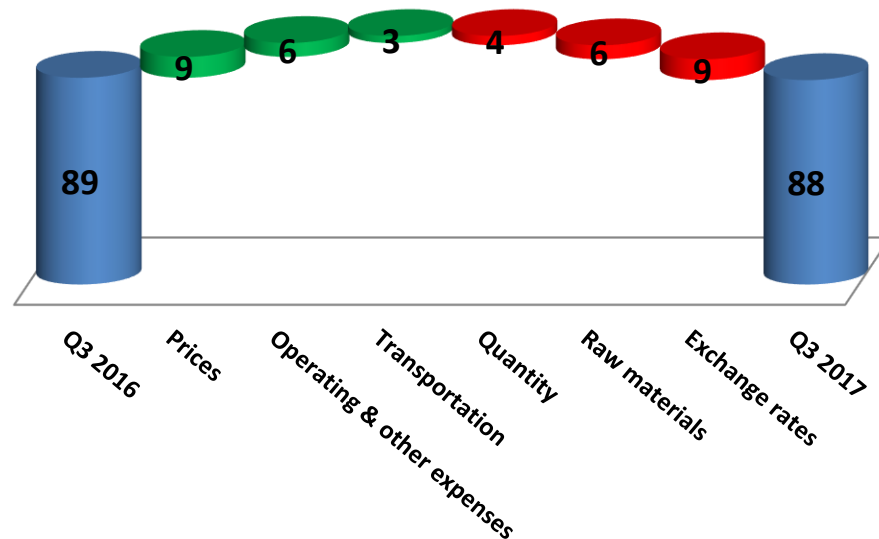 89
9
6
3
4
6
9
88
Q3 2016
Prices
Operating & other expenses
Transportation
Quantity
Raw materials
Exchange rates
Q3 2017